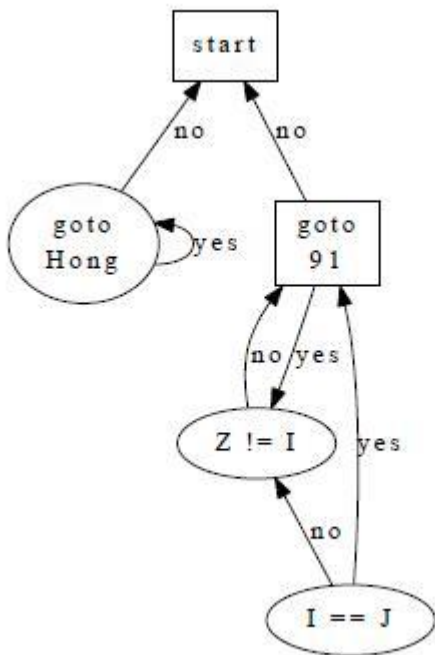 start
no
no
goto
Hong
yes
goto
91
no
yes
Z != I
yes
no
I == J